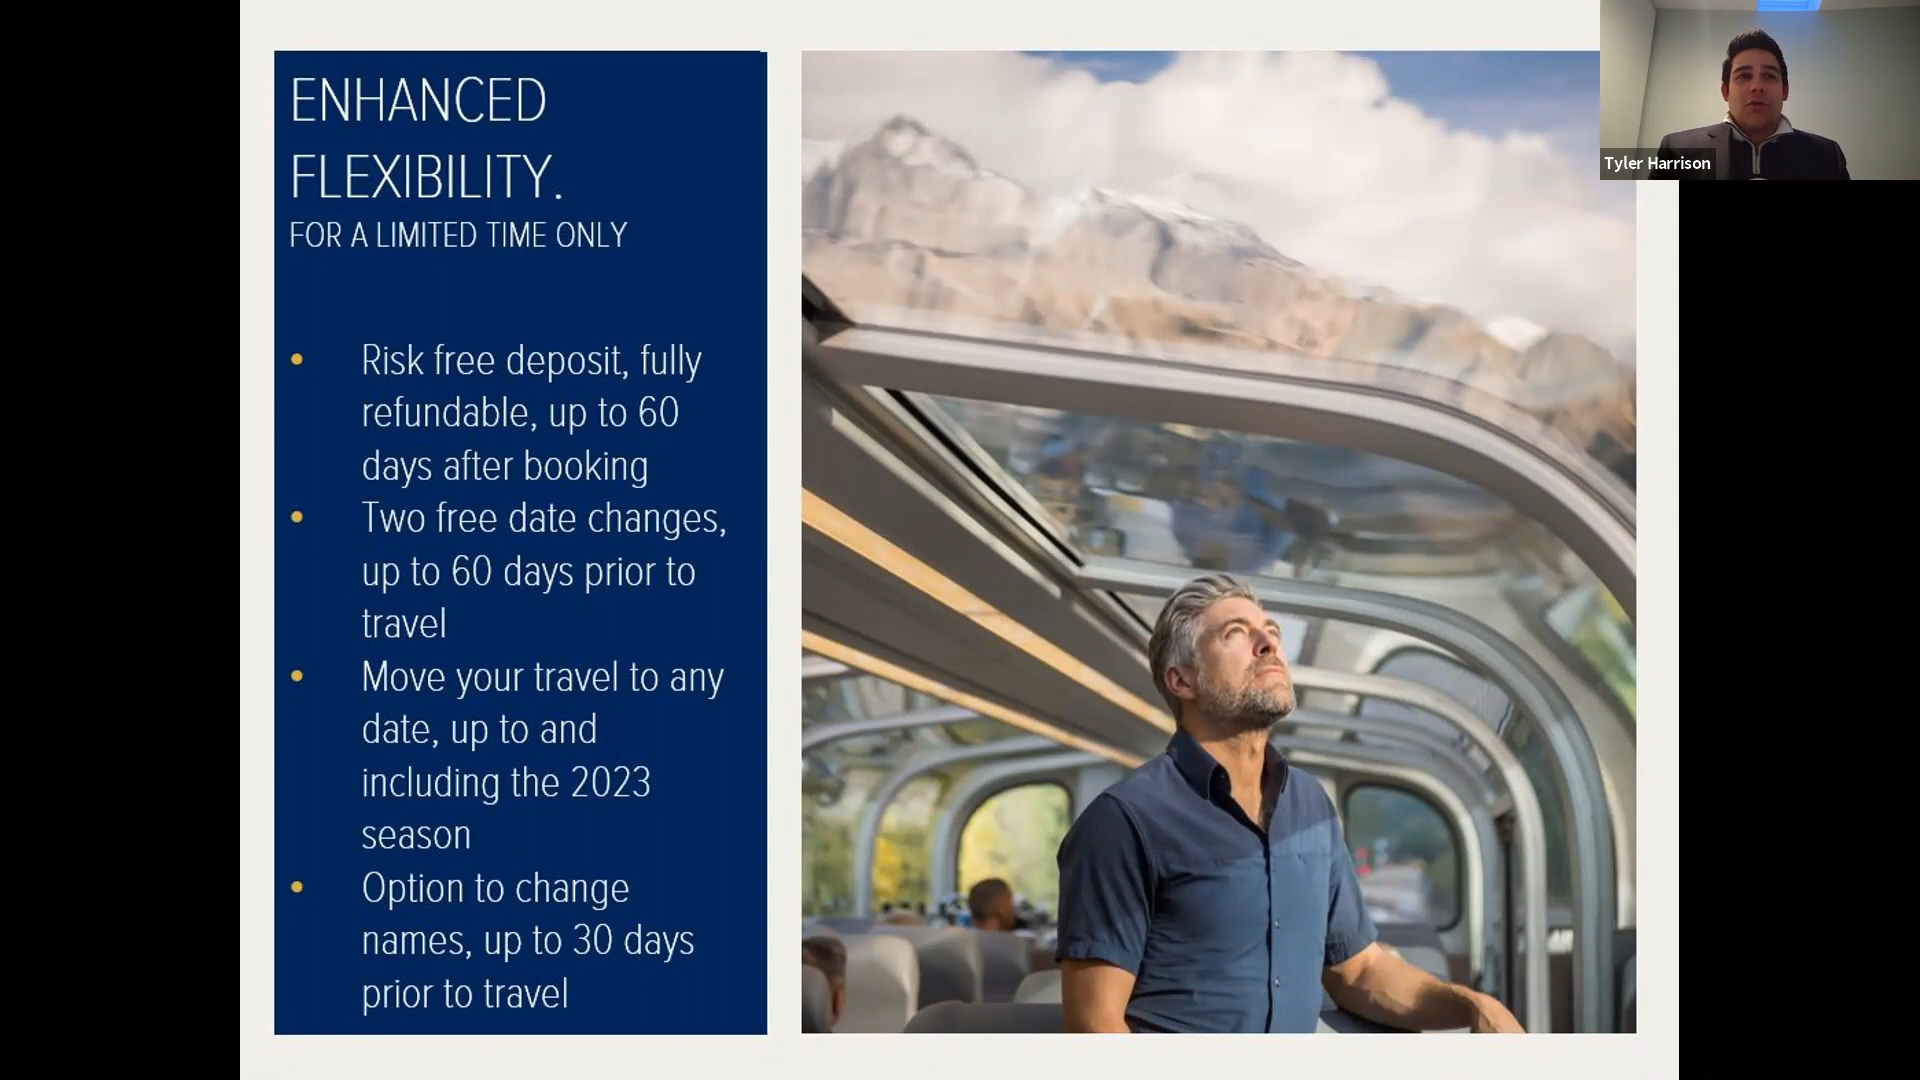 ENHANCED
FLEXIBILITY.
FOR A LIMITED TIME ONLY
• Risk free deposit, fully
refundable, up to 60
days after booking
• Two free date changes,
up to 60 days prior to
travel
• Move your travel to any
date, up to and
including the 2023
season
• Option to change
names, up to 30 days
prior to travel
Tyler Harrison